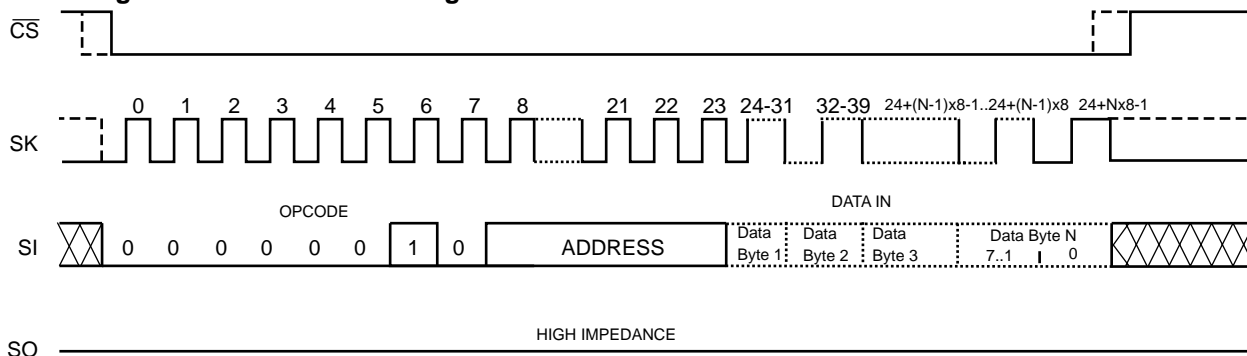 CS
0 1 2 3 4 5 6 7 8 21 22 23 24-31 32-39 24+(N-1)x8-1..24+(N-1)x8 24+Nx8-1
SK
OPCODE
DATA IN
SI 0 0 0 0 0 0 1 0 ADDRESS
Data Byte 1
Data Byte 2
Data Byte 3
Data Byte N
7..1 0
HIGH IMPEDANCE
SO